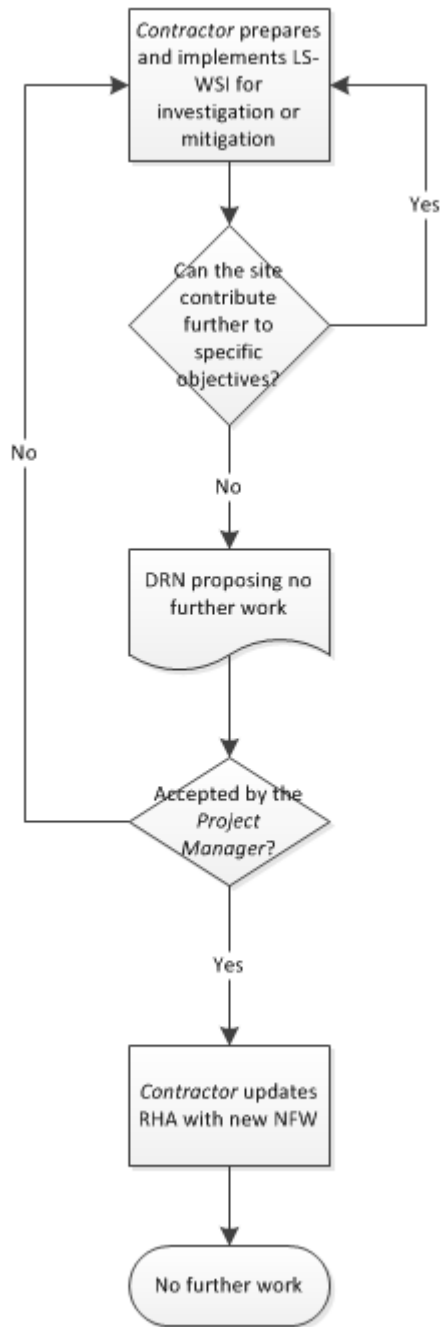 Contractor prepares
and implements LS-
WSI for
investigation or
mitigation
Yes
Can the site
contribute
further to
specific
objectives?
No
No
DRN proposing no
further work
Accepted by the
Project
Manager?
Yes
Contractor updates
RHA with new NFW
No further work